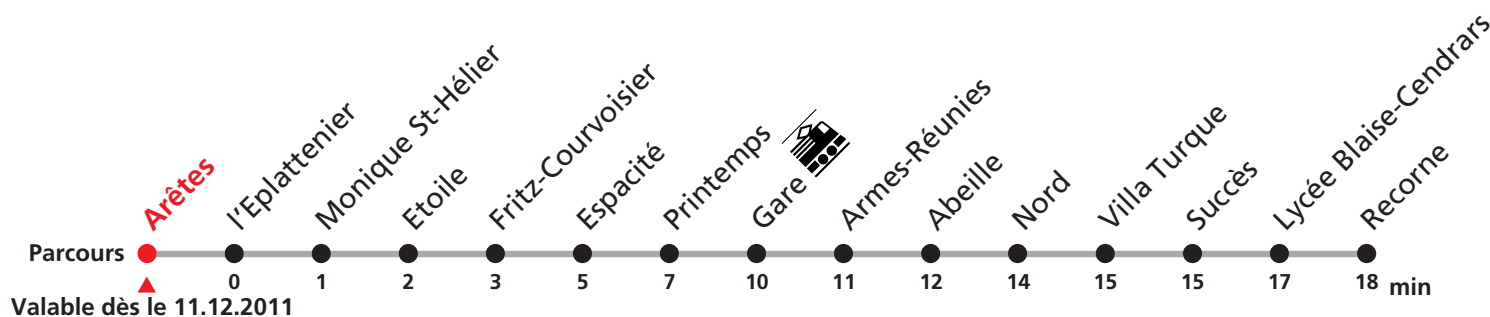 Arêtes
l'Eplattenier
Monique St-Hélier
Etoile
Fritz-Courvoisier
Espacité
Printemps
Gare
Armes-Réunies
Abeille
Nord
Villa Turque
Succès
Lycée Blaise-Cendrars
Recorne
Parcours
0 1 2 3 5 7 10 11 12 14 15 15 17 18 min
Valable dès le 11.12.2011